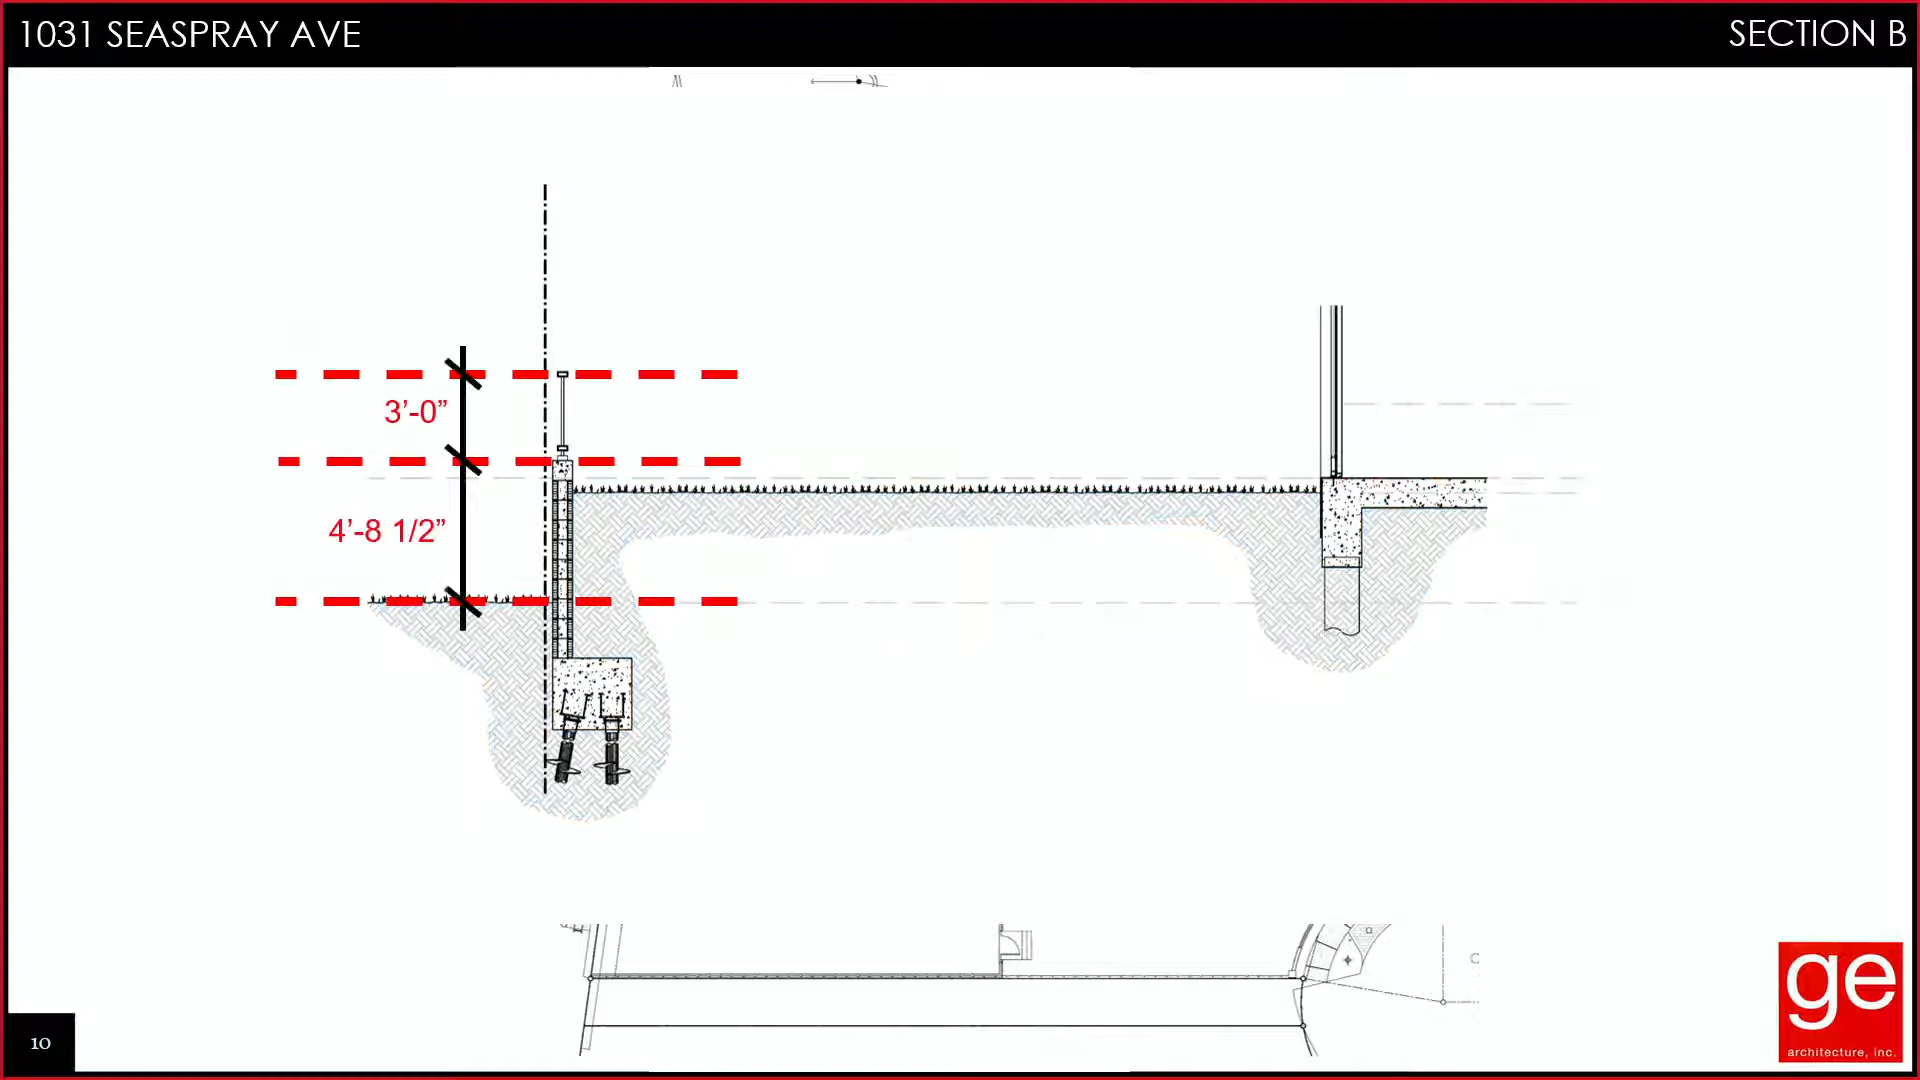 1031 SEASPRAY AVE
SECTION B
3’-0”
4’-8 1/2”
ge
architecture, inc.
10